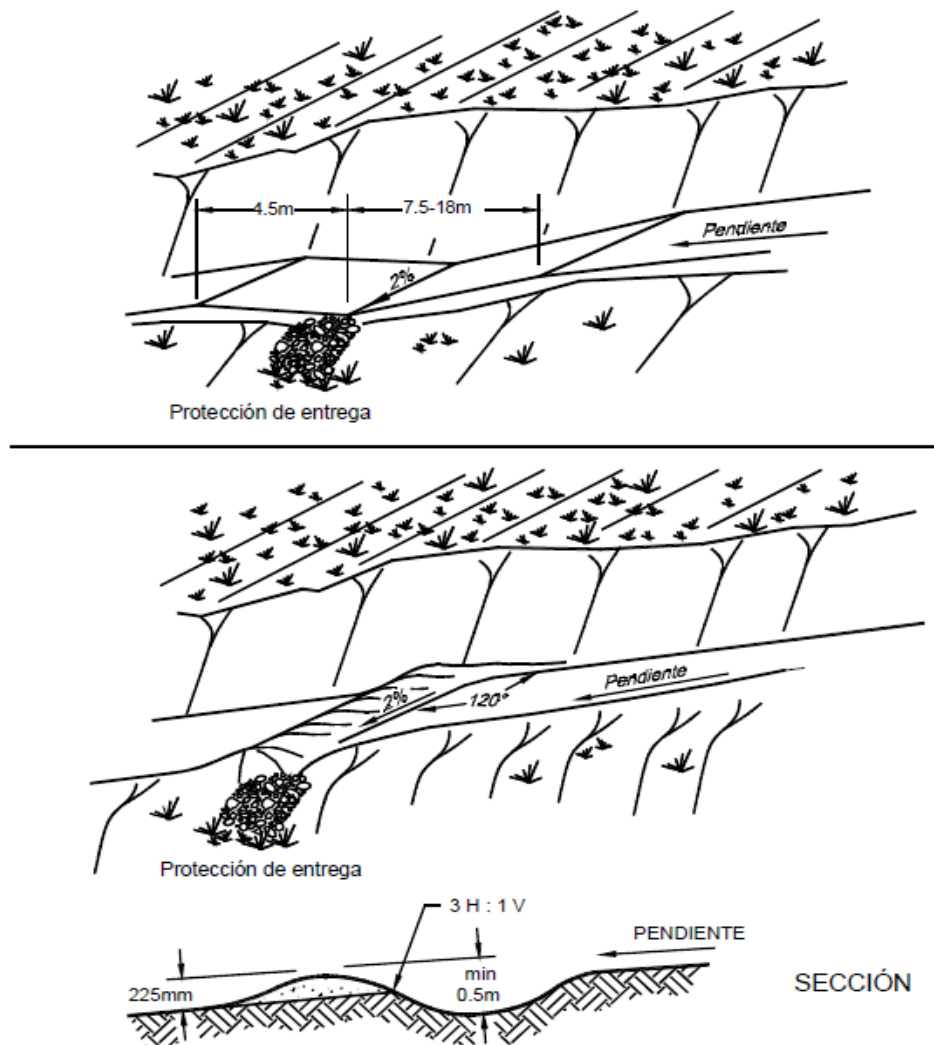 4.5m
7.5-18m
Pendiente
2%
Protección de entrega
2%
120°
Pendiente
Protección de entrega
3 H : 1 V
PENDIENTE
225mm
min
0.5m
SECCIÓN